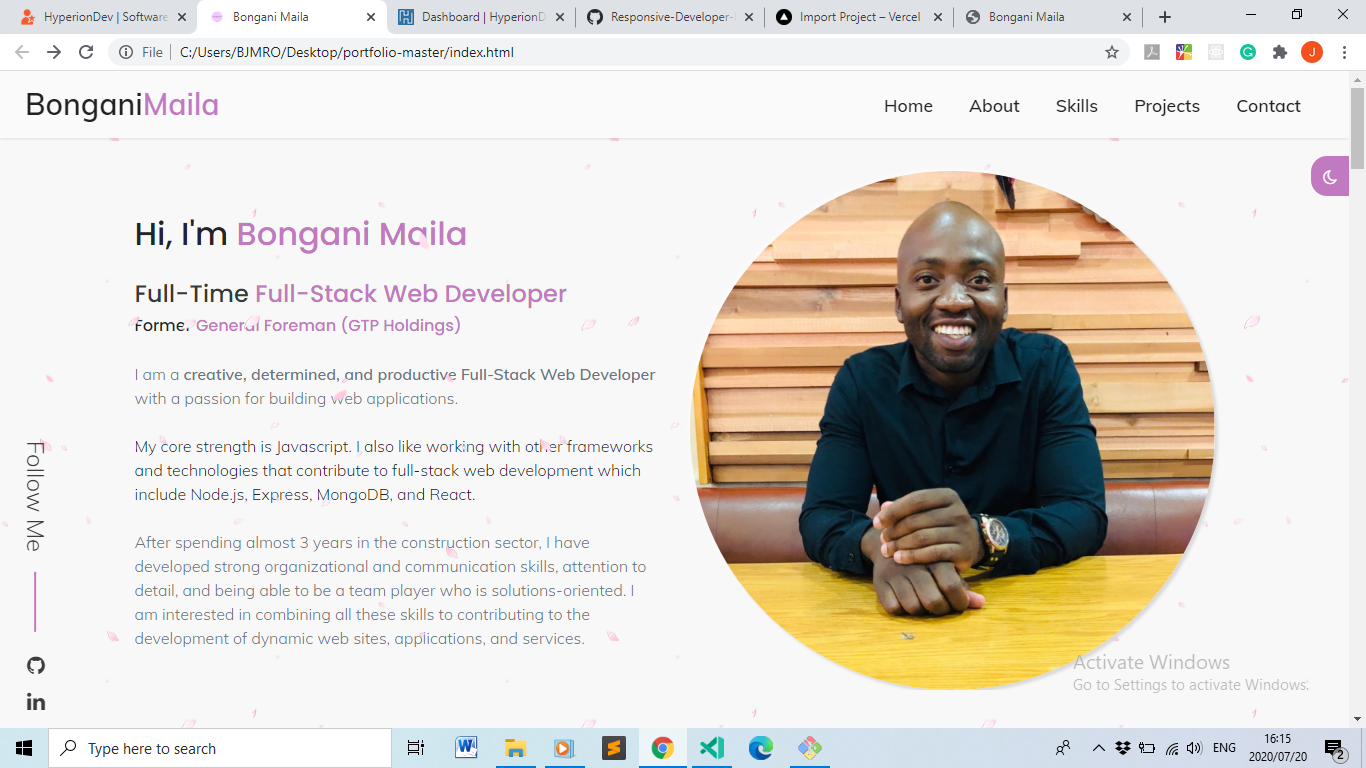 HyperionDev | Software
Bongani Maila
Dashboard | HyperionD
Responsive-Developer-
Import Project – Vercel
Bongani Maila
File
C:/Users/BJMRO/Desktop/portfolio-master/index.html
J
BonganiMaila
Home
About
Skills
Projects
Contact
Hi, I'm Bongani Maila
Full-Time Full-Stack Web Developer
Former General Foreman (GTP Holdings)
I am a creative, determined, and productive Full-Stack Web Developer
with a passion for building web applications.
My core strength is Javascript. I also like working with other frameworks
and technologies that contribute to full-stack web development which
include Node.js, Express, MongoDB, and React.
After spending almost 3 years in the construction sector, I have
developed strong organizational and communication skills, attention to
detail, and being able to be a team player who is solutions-oriented. I
am interested in combining all these skills to contributing to the
development of dynamic web sites, applications, and services.
Follow Me
Activate Windows
Go to Settings to activate Windows.
Type here to search
ENG
16:15
2020/07/20
2